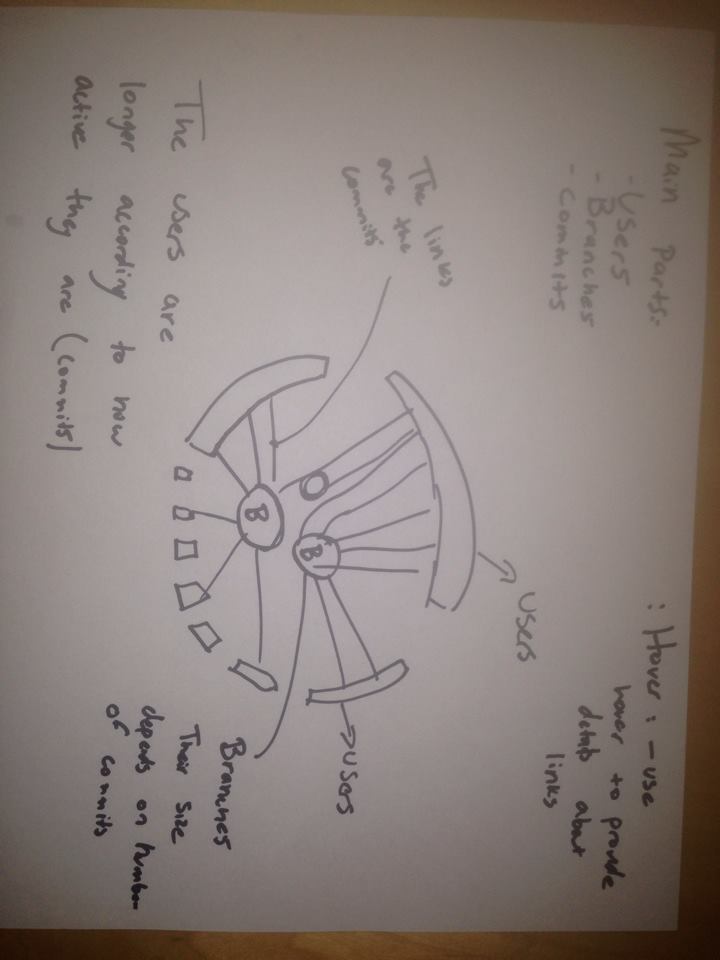 Main parts:
- Users
- Branches
- Commits
: Hover : - use
hover to provide
details about
links
The links
are the
commits
Users
Users
B
B
The users are
longer according to how
active they are (commits)
Branches
Their size
depends on number
of commits